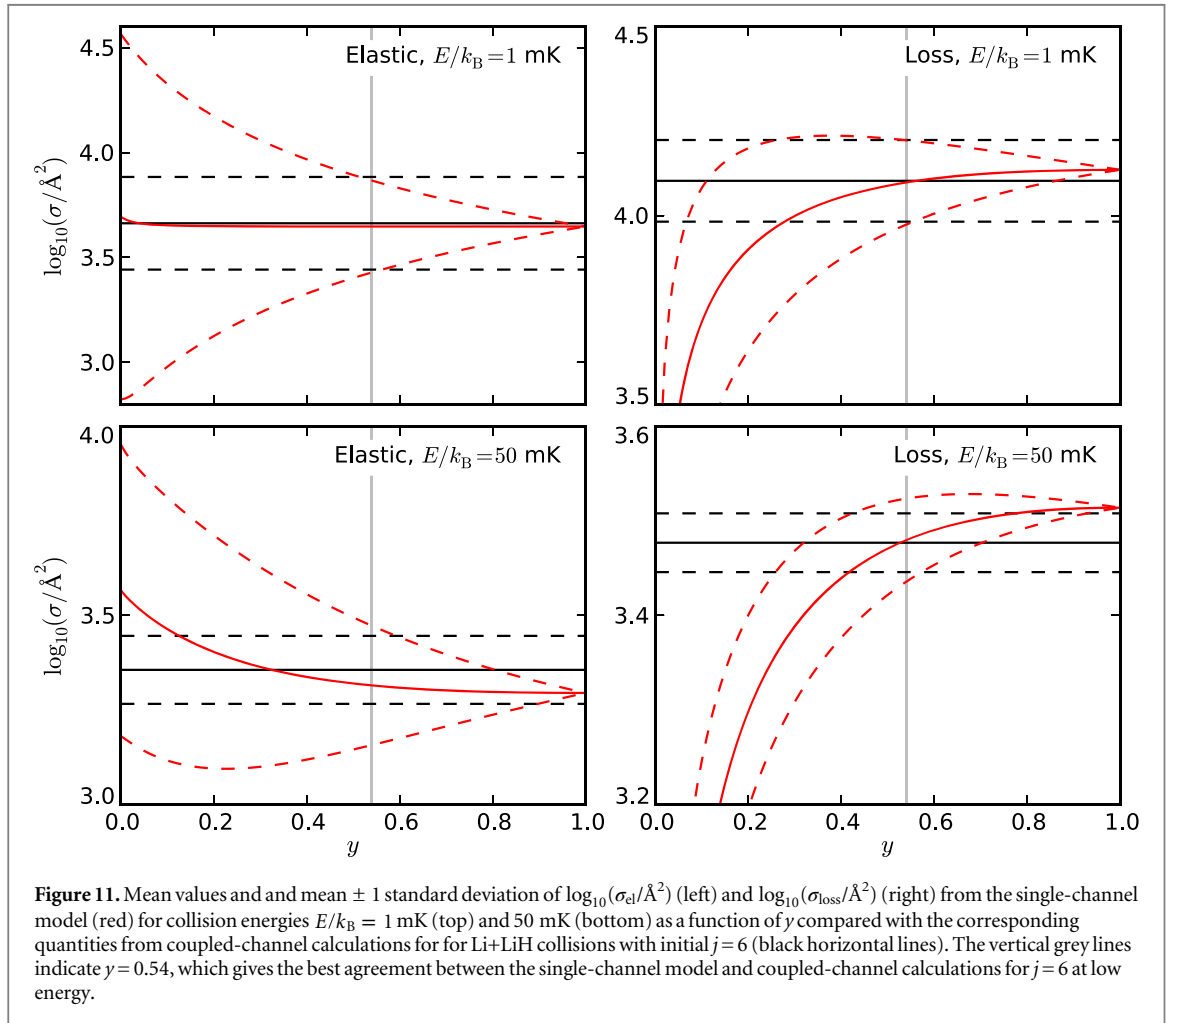 Elastic, E/k_B = 1 mK
Loss, E/k_B = 1 mK
log₁₀(σ/Å²)
4.5
4.0
3.5
3.0
4.5
4.0
3.5
Elastic, E/k_B = 50 mK
Loss, E/k_B = 50 mK
log₁₀(σ/Å²)
4.0
3.5
3.0
3.6
3.4
3.2
0.0 0.2 0.4 0.6 0.8 1.0
0.0 0.2 0.4 0.6 0.8 1.0
y
y
Figure 11. Mean values and and mean ± 1 standard deviation of log₁₀(σ_el/Å²) (left) and log₁₀(σ_loss/Å²) (right) from the single-channel
model (red) for collision energies E/k_B = 1 mK (top) and 50 mK (bottom) as a function of y compared with the corresponding
quantities from coupled-channel calculations for for Li+LiH collisions with initial j = 6 (black horizontal lines). The vertical grey lines
indicate y = 0.54, which gives the best agreement between the single-channel model and coupled-channel calculations for j = 6 at low
energy.